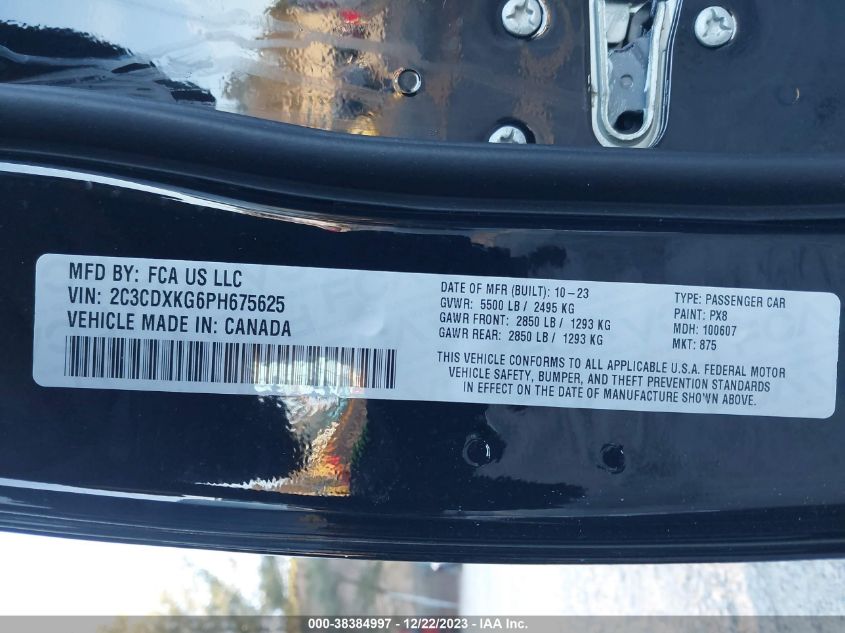 MFD BY: FCA US LLC
VIN: 2C3CDXKG6PH675625
VEHICLE MADE IN: CANADA
DATE OF MFR (BUILT): 10-23
GVWR: 5500 LB / 2495 KG
GAWR FRONT: 2850 LB / 1293 KG
GAWR REAR: 2850 LB / 1293 KG
TYPE: PASSENGER CAR
PAINT: PX8
MDH: 100607
MKT: 875
THIS VEHICLE CONFORMS TO ALL APPLICABLE U.S.A. FEDERAL MOTOR
VEHICLE SAFETY, BUMPER, AND THEFT PREVENTION STANDARDS
IN EFFECT ON THE DATE OF MANUFACTURE SHOWN ABOVE.
000-38384997 - 12/22/2023 - IAA Inc.